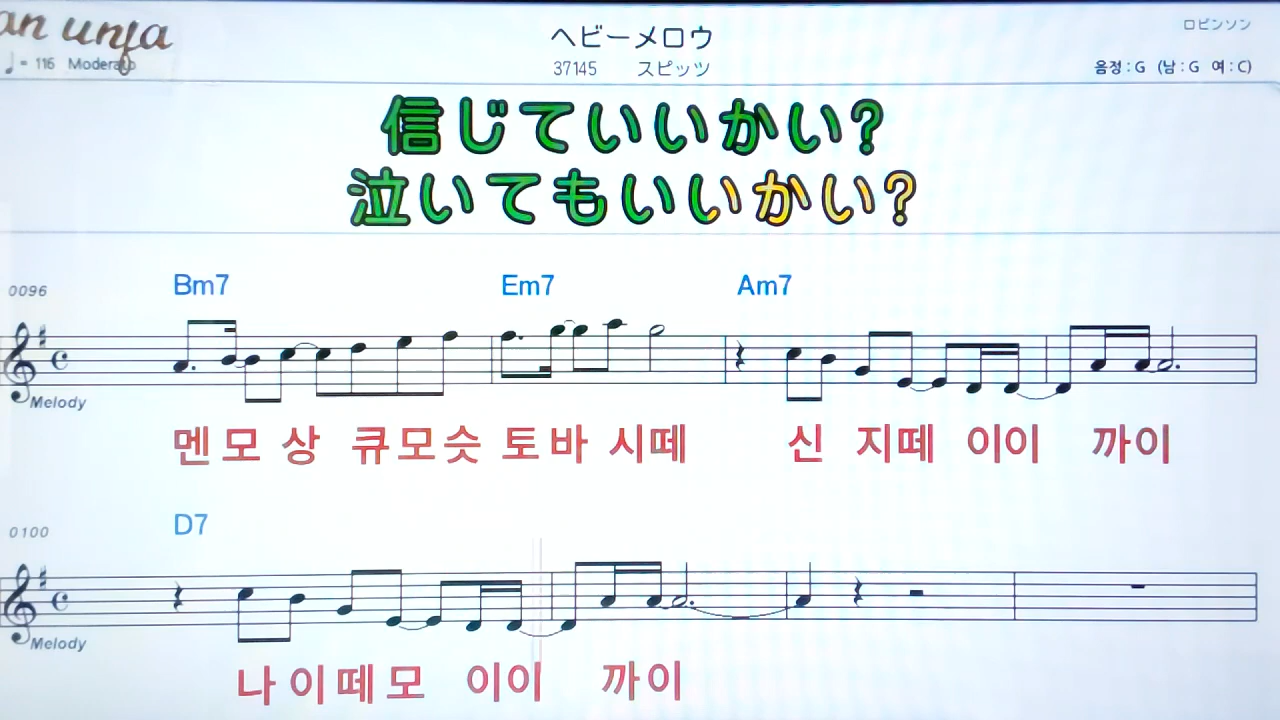 an unfa
ヘビーメロウ
ロビンソン
♩= 116 Moderato
37145 スピッツ
음정 : G (남 : G 여 : C)
信じていいかい?
泣いてもいいかい?
0096 Bm7 Em7 Am7
Melody
멘 모 상 큐모슷 토바 시떼 신 지떼 이이 까이
0100 D7
Melody
나 이떼모 이이 까이